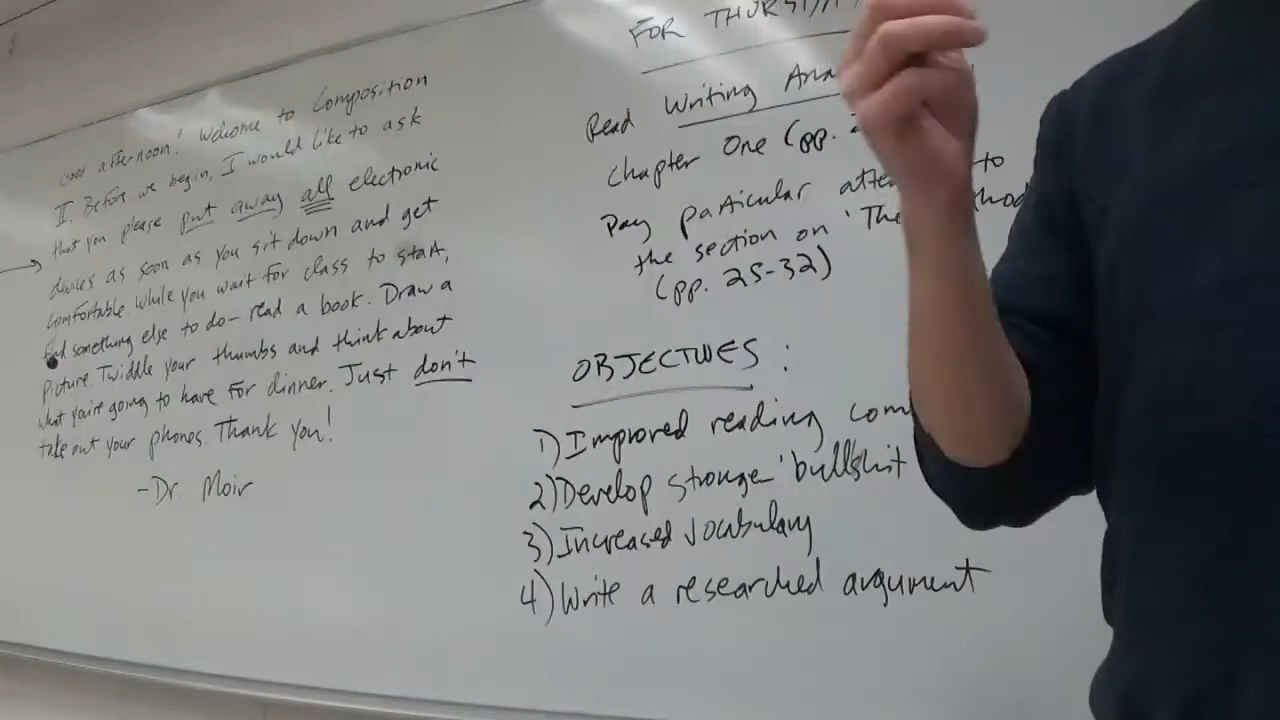 Good afternoon! Welcome to Composition
II. Before we begin, I would like to ask
that you please put away all electronic
devices as soon as you sit down and get
comfortable. While you wait for class to start,
find something else to do— read a book. Draw a
picture. Twiddle your thumbs and think about
what you're going to have for dinner. Just don't
take out your phones. Thank you!
-Dr. Moir
FOR THURSDAY
Read Writing Ana
Chapter One (pp.
Pay particular atte to
the section on 'The thod
(pp. 25-32)
OBJECTIVES:
1) Improved reading com
2) Develop stronger 'bullshit
3) Increased vocabulary
4) Write a researched argument